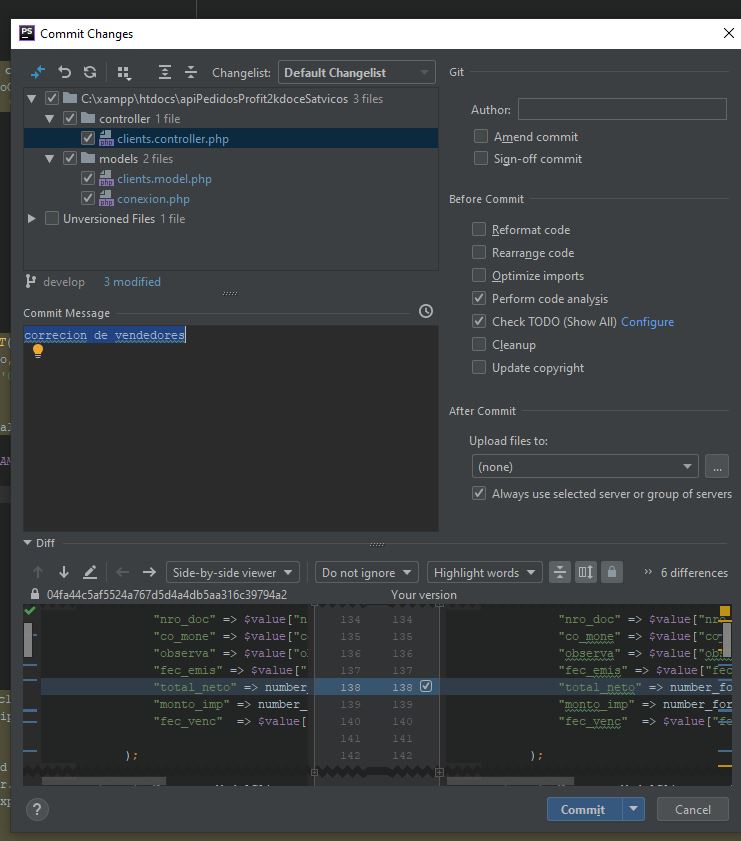 PS Commit Changes
Changelist: Default Changelist
C:\xampp\htdocs\apiPedidosProfit2kdoceSatvicos 3 files
controller 1 file
clients.controller.php
models 2 files
clients.model.php
conexion.php
Unversioned Files 1 file
develop 3 modified
Commit Message
correcion de vendedores
Git
Author:
Amend commit
Sign-off commit
Before Commit
Reformat code
Rearrange code
Optimize imports
Perform code analysis
Check TODO (Show All) Configure
Cleanup
Update copyright
After Commit
Upload files to:
(none) ...
Always use selected server or group of servers
Diff
Side-by-side viewer Do not ignore Highlight words 6 differences
04fa44c5af5524a767d5d4a4db5aa316c39794a2 Your version
"nro_doc" => $value["n 134 134 "nro_doc" => $value["nro
"co_mone" => $value["c 135 135 "co_mone" => $value["co_
"observa" => $value["o 136 136 "observa" => $value["obs
"fec_emis" => $value[" 137 137 "fec_emis" => $value["fec
"total_neto" => number_ 138 138 "total_neto" => number_for
"monto_imp" => number_ 139 139 "monto_imp" => number_for
"fec_venc" => $value[ 140 140 "fec_venc" => $value["fe
141 141
); 142 142 );
? Commit Cancel